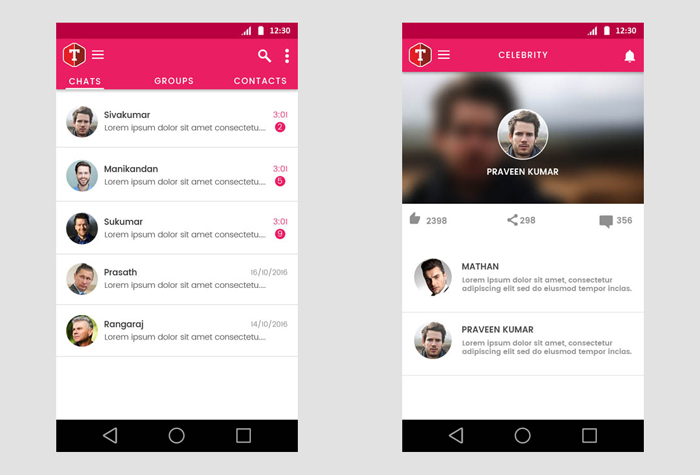 12:30
T
CHATS
GROUPS
CONTACTS
Sivakumar
3:01
Lorem ipsum dolor sit amet consectetu....
2
Manikandan
3:01
Lorem ipsum dolor sit amet consectetu....
5
Sukumar
3:01
Lorem ipsum dolor sit amet consectetu....
9
Prasath
16/10/2016
Lorem ipsum dolor sit amet consectetu....
Rangaraj
14/10/2016
Lorem ipsum dolor sit amet consectetu....
12:30
T
CELEBRITY
PRAVEEN KUMAR
2398
298
356
MATHAN
Lorem ipsum dolor sit amet, consectetur
adipiscing elit sed do eiusmod tempor incias.
PRAVEEN KUMAR
Lorem ipsum dolor sit amet, consectetur
adipiscing elit sed do eiusmod tempor incias.